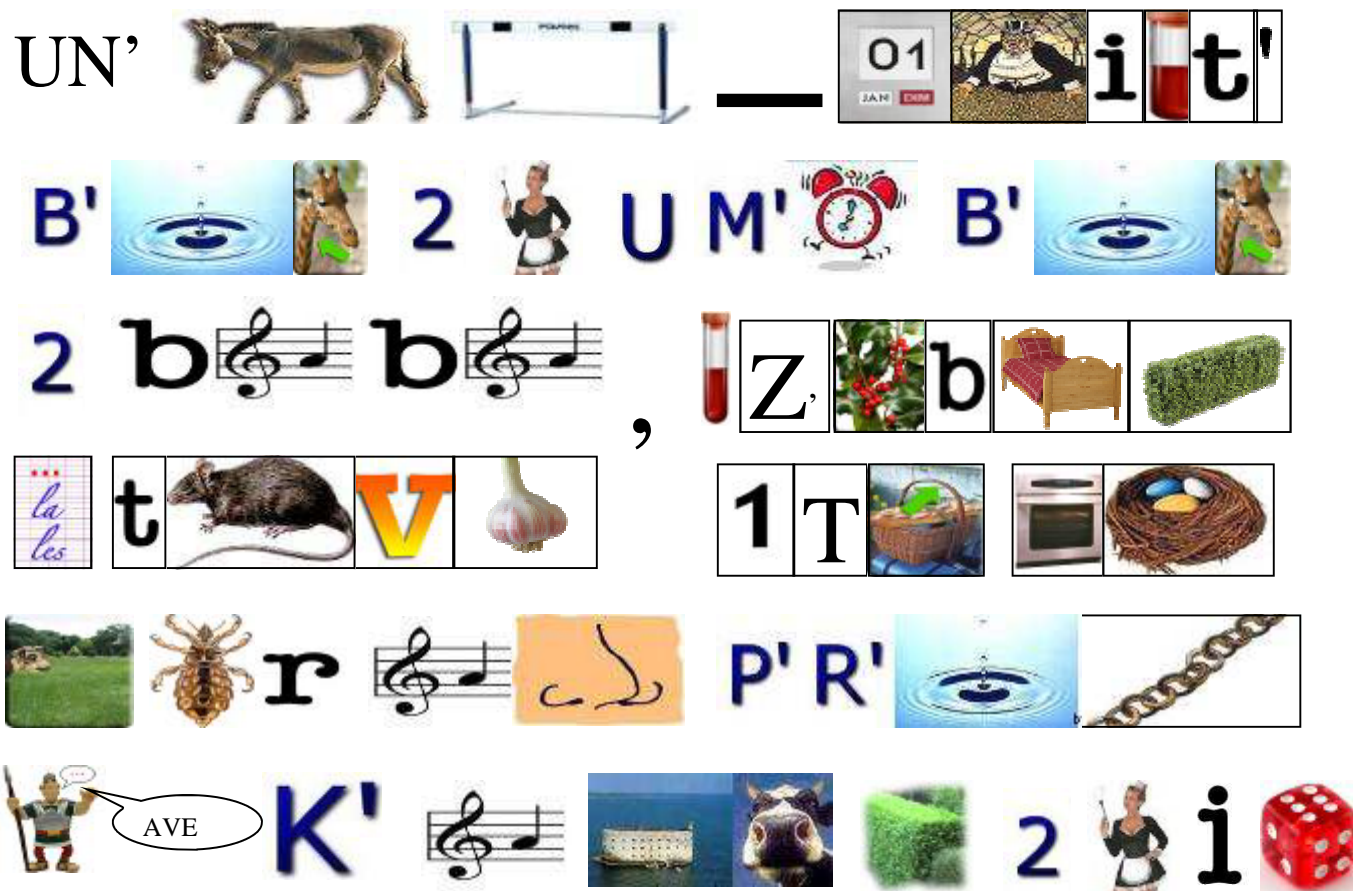 UN' 01 JAN DIM i t '
B' 2 U M' B'
2 b b , Z,  b
... la les t V 1 T
r P' R'
... AVE K' 2 i